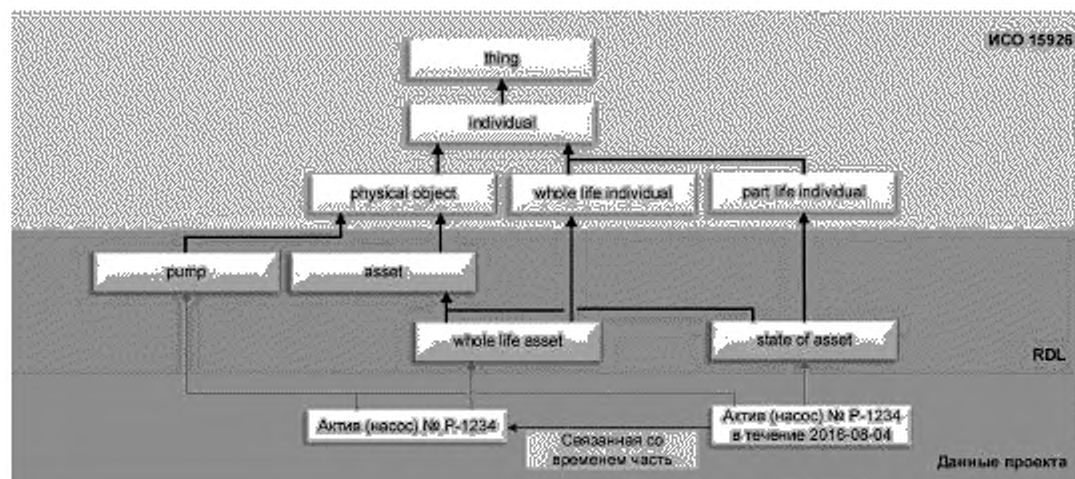 ИСО 15926
thing
individual
physical object
whole life individual
part life individual
pump
asset
whole life asset
state of asset
RDL
Актив (насос) № P-1234
Актив (насос) № P-1234
в течение 2016-08-04
Связанная со
временем часть
Данные проекта